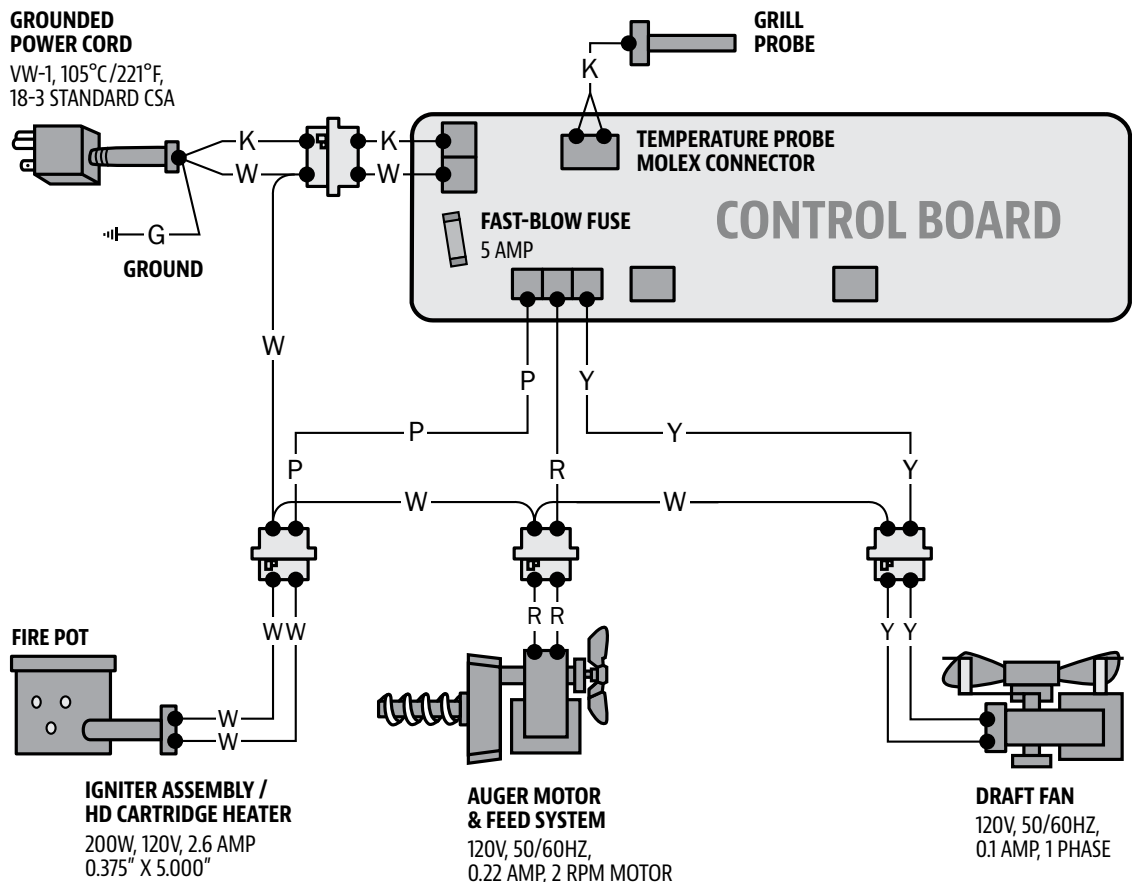 GROUNDED
POWER CORD
VW-1, 105°C/221°F,
18-3 STANDARD CSA
GRILL
PROBE
K
TEMPERATURE PROBE
MOLEX CONNECTOR
K
K
W
W
CONTROL BOARD
FAST-BLOW FUSE
5 AMP
G
GROUND
W
P
Y
P
Y
P
R
Y
W
W
W W
R R
Y Y
FIRE POT
W
W
IGNITER ASSEMBLY /
HD CARTRIDGE HEATER
200W, 120V, 2.6 AMP
0.375" X 5.000"
AUGER MOTOR
& FEED SYSTEM
120V, 50/60HZ,
0.22 AMP, 2 RPM MOTOR
DRAFT FAN
120V, 50/60HZ,
0.1 AMP, 1 PHASE